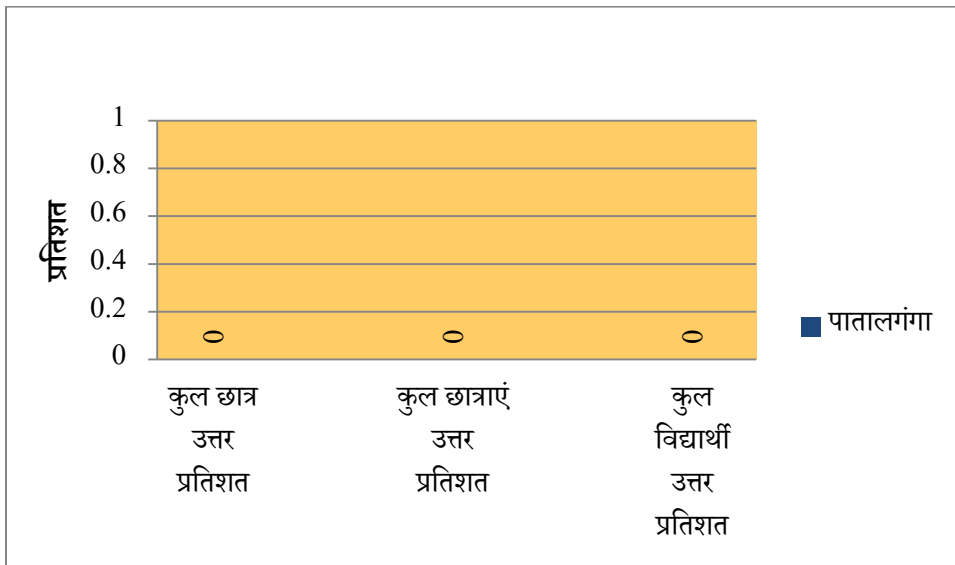 प्रतिशत
1
0.8
0.6
0.4
0.2
0
0 0 0
कुल छात्र
उत्तर
प्रतिशत
कुल छात्राएं
उत्तर
प्रतिशत
कुल
विद्यार्थी
उत्तर
प्रतिशत
पातालगंगा